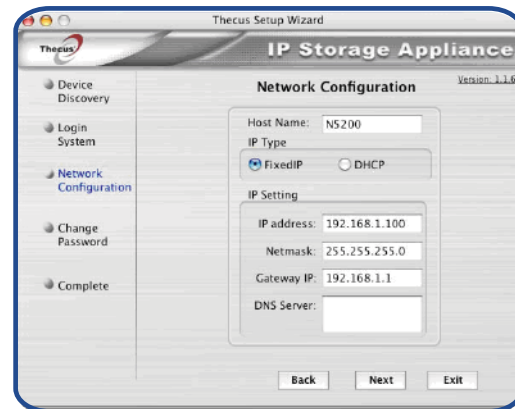 Thecus Setup Wizard
Thecus
IP Storage Appliance
Device
Discovery
Login
System
Network
Configuration
Change
Password
Complete
Network Configuration
Version: 1.1.6
Host Name: N5200
IP Type
FixedIP DHCP
IP Setting
IP address: 192.168.1.100
Netmask: 255.255.255.0
Gateway IP: 192.168.1.1
DNS Server:
Back Next Exit